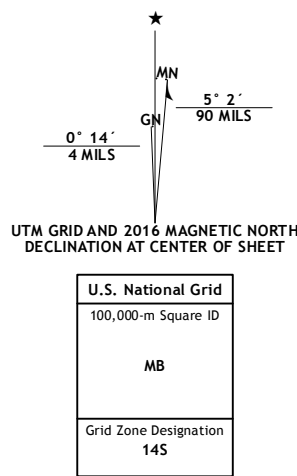 ★
MN
5° 2´
90 MILS
GN
0° 14´
4 MILS
UTM GRID AND 2016 MAGNETIC NORTH
DECLINATION AT CENTER OF SHEET
U.S. National Grid
100,000-m Square ID
MB
Grid Zone Designation
14S